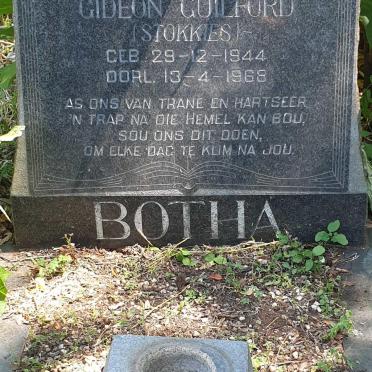 GIDEON GUILFORD
(STOKKIES)
GEB. 29-12-1944
OORL. 13-4-1968
AS ONS VAN TRANE EN HARTSEER,
'N TRAP NA DIE HEMEL KAN BOU,
SOU ONS DIT DOEN,
OM ELKE DAG TE KLIM NA JOU.
BOTHA